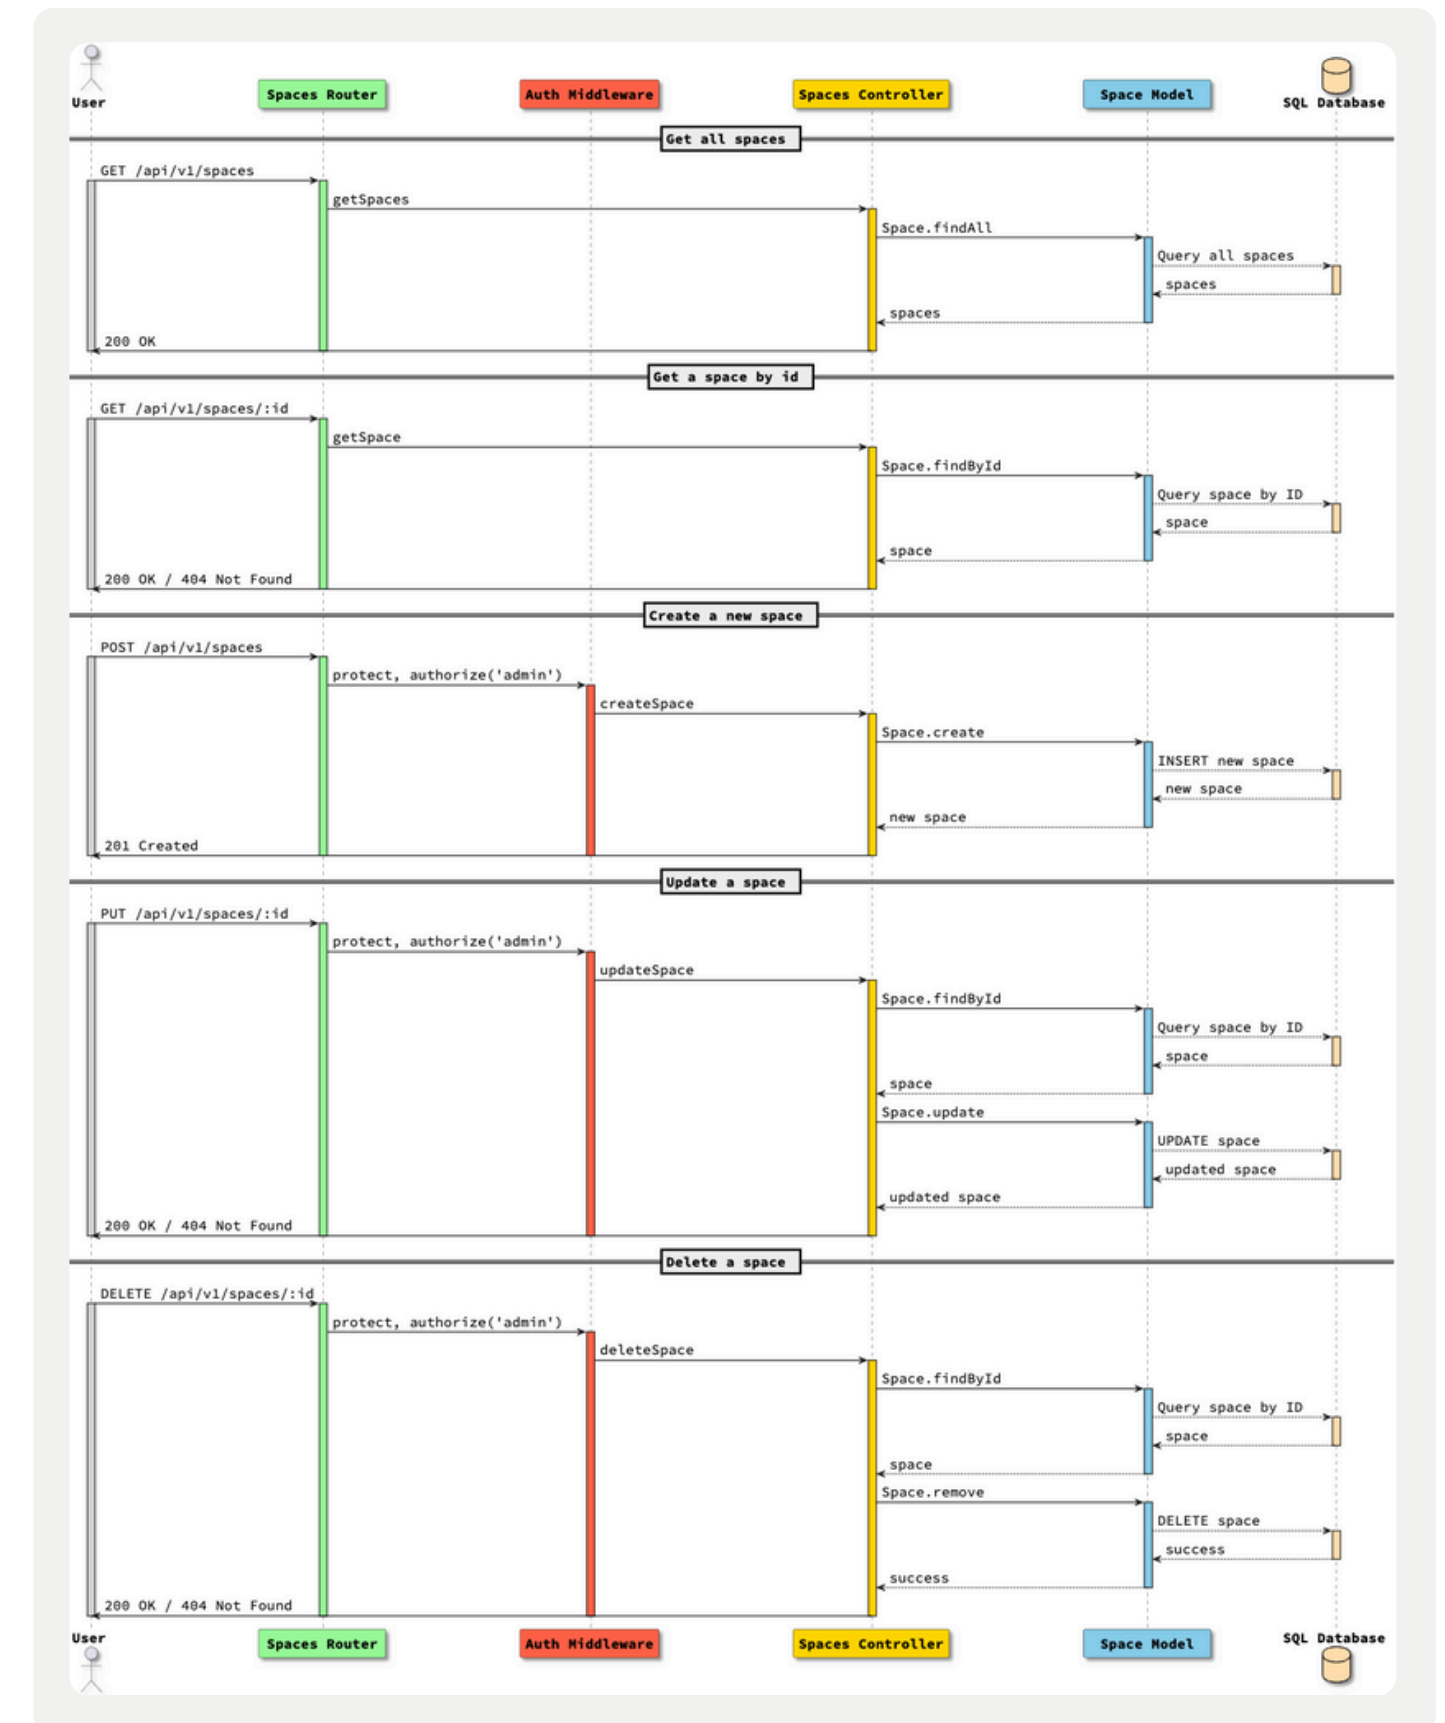 User
Spaces Router
Auth Middleware
Spaces Controller
Space Model
SQL Database
Get all spaces
GET /api/v1/spaces
getSpaces
Space.findAll
Query all spaces
spaces
spaces
200 OK
Get a space by id
GET /api/v1/spaces/:id
getSpace
Space.findById
Query space by ID
space
space
200 OK / 404 Not Found
Create a new space
POST /api/v1/spaces
protect, authorize('admin')
createSpace
Space.create
INSERT new space
new space
new space
201 Created
Update a space
PUT /api/v1/spaces/:id
protect, authorize('admin')
updateSpace
Space.findById
Query space by ID
space
space
Space.update
UPDATE space
updated space
updated space
200 OK / 404 Not Found
Delete a space
DELETE /api/v1/spaces/:id
protect, authorize('admin')
deleteSpace
Space.findById
Query space by ID
space
space
Space.remove
DELETE space
success
success
200 OK / 404 Not Found
User
Spaces Router
Auth Middleware
Spaces Controller
Space Model
SQL Database